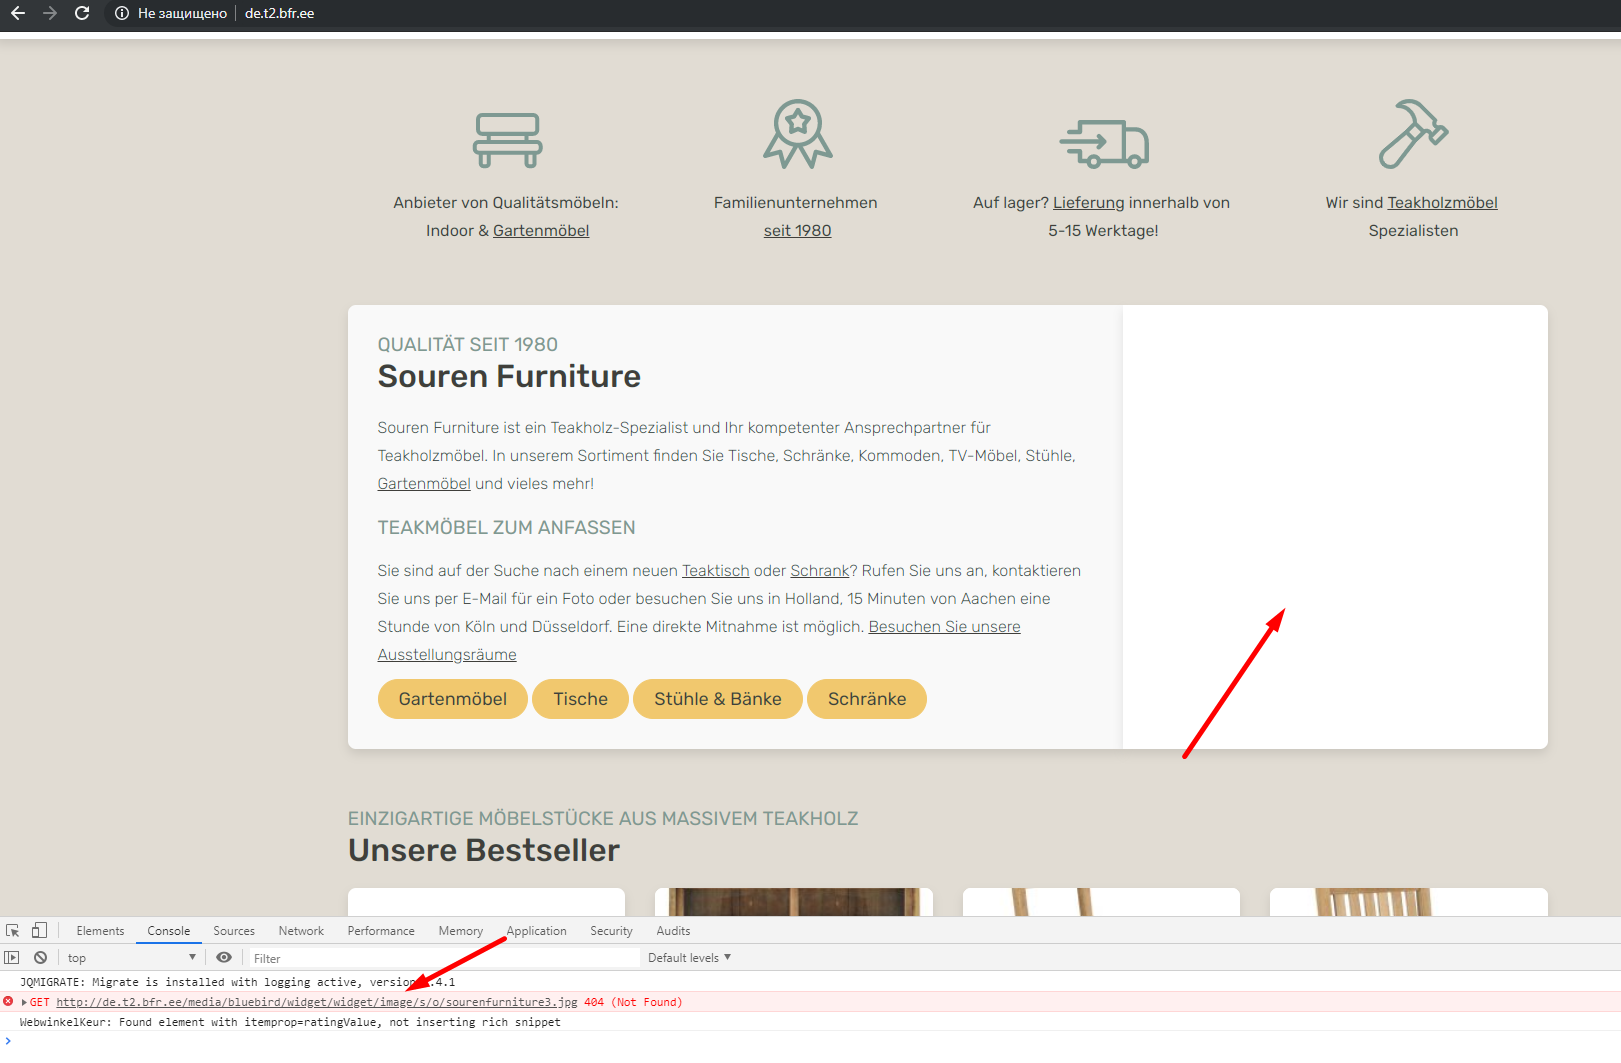 Не защищено de.t2.bfr.ee
Anbieter von Qualitätsmöbeln:
Indoor & Gartenmöbel
Familienunternehmen
seit 1980
Auf lager? Lieferung innerhalb von
5-15 Werktage!
Wir sind Teakholzmöbel
Spezialisten
QUALITÄT SEIT 1980
Souren Furniture
Souren Furniture ist ein Teakholz-Spezialist und Ihr kompetenter Ansprechpartner für
Teakholzmöbel. In unserem Sortiment finden Sie Tische, Schränke, Kommoden, TV-Möbel, Stühle,
Gartenmöbel und vieles mehr!
TEAKMÖBEL ZUM ANFASSEN
Sie sind auf der Suche nach einem neuen Teaktisch oder Schrank? Rufen Sie uns an, kontaktieren
Sie uns per E-Mail für ein Foto oder besuchen Sie uns in Holland, 15 Minuten von Aachen eine
Stunde von Köln und Düsseldorf. Eine direkte Mitnahme ist möglich. Besuchen Sie unsere
Ausstellungsräume
Gartenmöbel Tische Stühle & Bänke Schränke
EINZIGARTIGE MÖBELSTÜCKE AUS MASSIVEM TEAKHOLZ
Unsere Bestseller
Elements Console Sources Network Performance Memory Application Security Audits
top Filter Default levels
JQMIGRATE: Migrate is installed with logging active, version .4.1
GET http://de.t2.bfr.ee/media/bluebird/widget/widget/image/s/o/sourenfurniture3.jpg 404 (Not Found)
WebwinkelKeur: Found element with itemprop=ratingValue, not inserting rich snippet